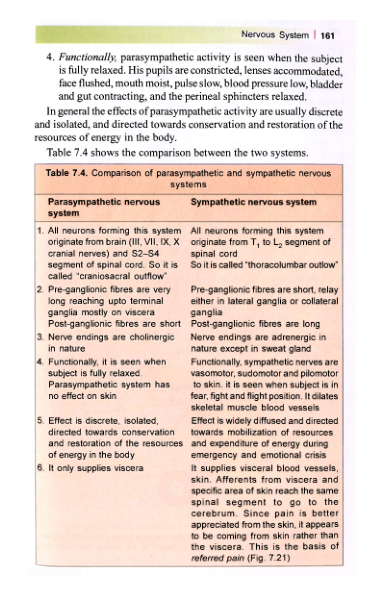 Nervous System | 161
4. Functionally, parasympathetic activity is seen when the subject
is fully relaxed. His pupils are constricted, lenses accommodated,
face flushed, mouth moist, pulse slow, blood pressure low, bladder
and gut contracting, and the perineal sphincters relaxed.
In general the effects of parasympathetic activity are usually discrete
and isolated, and directed towards conservation and restoration of the
resources of energy in the body.
Table 7.4 shows the comparison between the two systems.
Table 7.4. Comparison of parasympathetic and sympathetic nervous
systems
Parasympathetic nervous
system
Sympathetic nervous system
1. All neurons forming this system
originate from brain (III, VII, IX, X
cranial nerves) and S2–S4
segment of spinal cord. So it is
called "craniosacral outflow"
All neurons forming this system
originate from T1 to L2 segment of
spinal cord
So it is called "thoracolumbar outlow"
2. Pre-ganglionic fibres are very
long reaching upto terminal
ganglia mostly on viscera
Post-ganglionic fibres are short
Pre-ganglionic fibres are short, relay
either in lateral ganglia or collateral
ganglia
Post-ganglionic fibres are long
3. Nerve endings are cholinergic
in nature
Nerve endings are adrenergic in
nature except in sweat gland
4. Functionally, it is seen when
subject is fully relaxed.
Parasympathetic system has
no effect on skin
Functionally, sympathetic nerves are
vasomotor, sudomotor and pilomotor
to skin. it is seen when subject is in
fear, fight and flight position. It dilates
skeletal muscle blood vessels
5. Effect is discrete, isolated,
directed towards conservation
and restoration of the resources
of energy in the body
Effect is widely diffused and directed
towards mobilization of resources
and expenditure of energy during
emergency and emotional crisis
6. It only supplies viscera
It supplies visceral blood vessels,
skin. Afferents from viscera and
specific area of skin reach the same
spinal segment to go to the
cerebrum. Since pain is better
appreciated from the skin, it appears
to be coming from skin rather than
the viscera. This is the basis of
referred pain (Fig. 7.21)